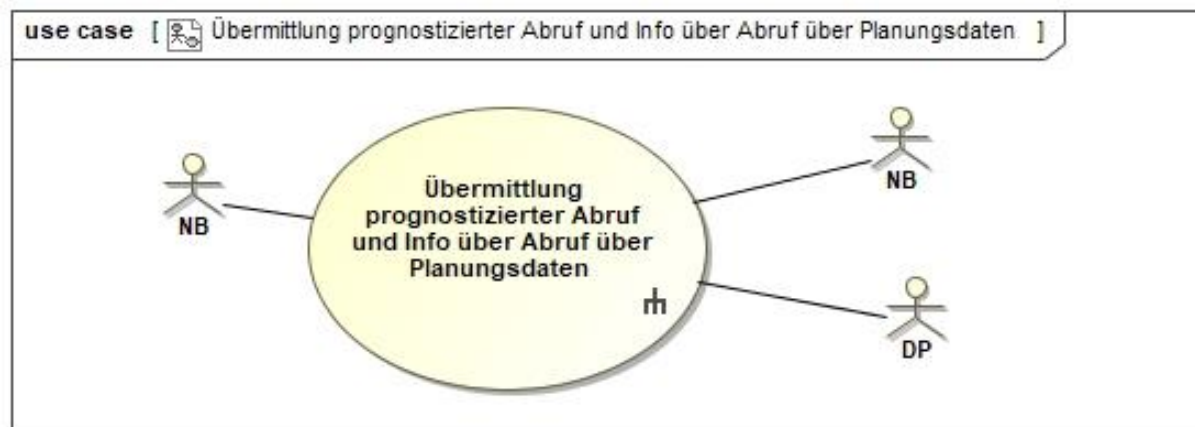 use case [ Übermittlung prognostizierter Abruf und Info über Abruf über Planungsdaten ]
NB
Übermittlung
prognostizierter Abruf
und Info über Abruf über
Planungsdaten
NB
DP